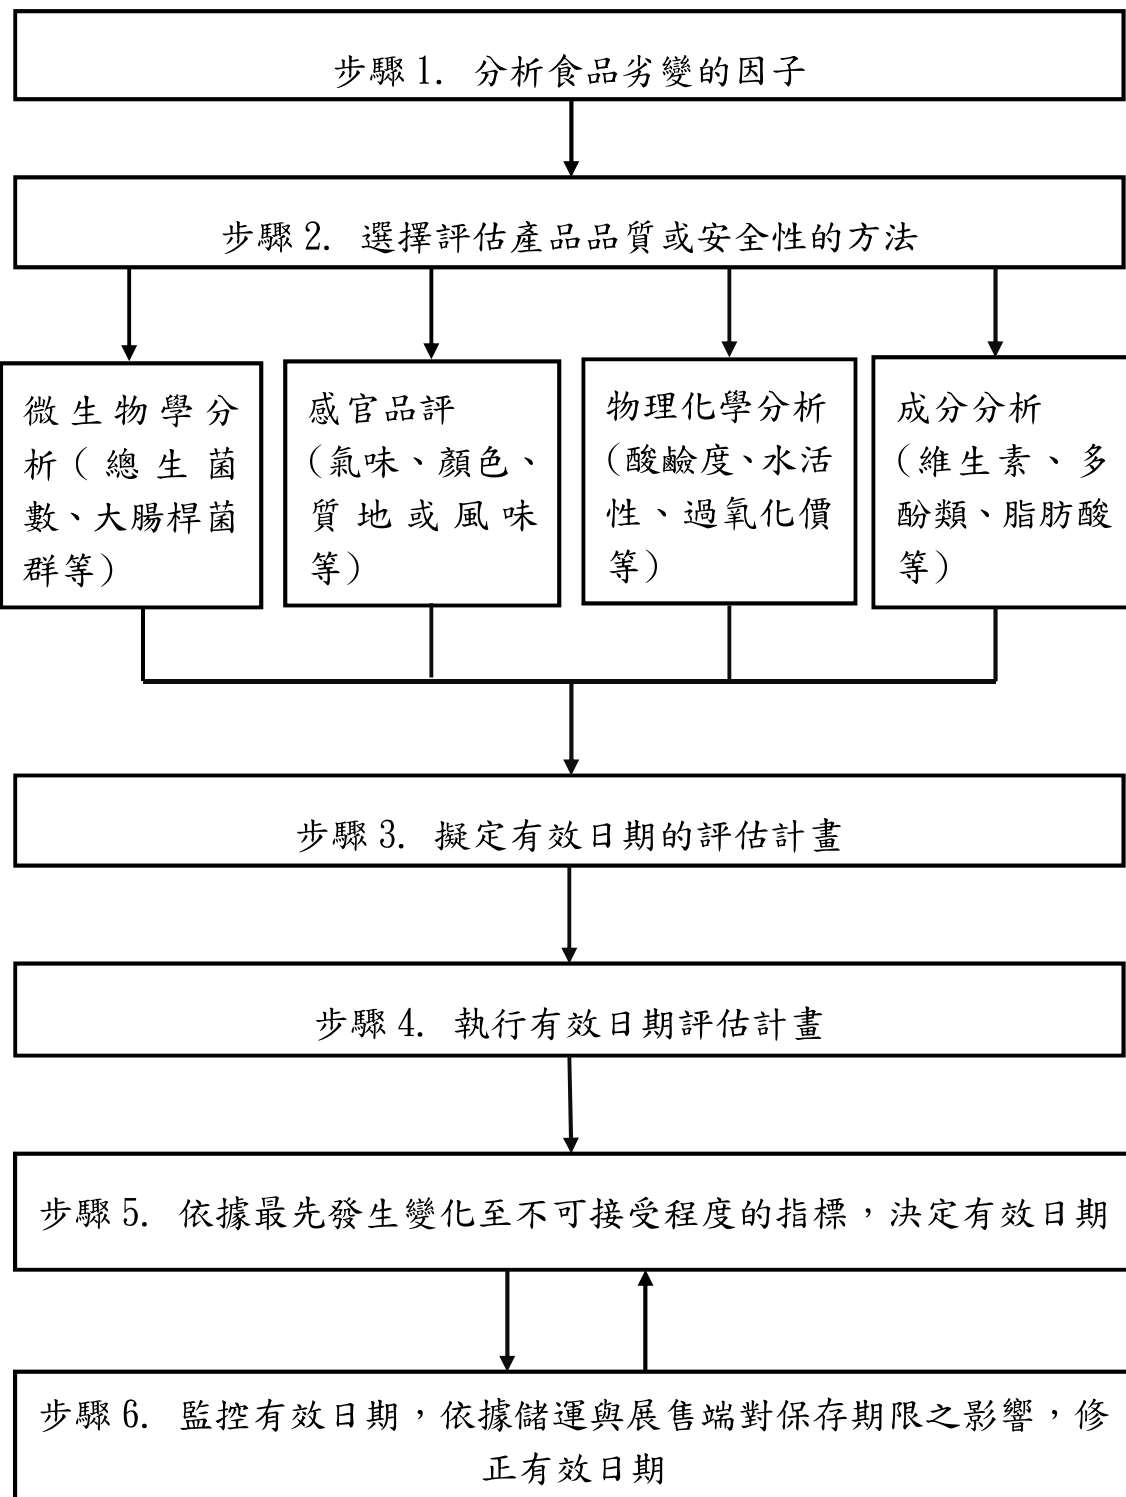 步驟 1. 分析食品劣變的因子
步驟 2. 選擇評估產品品質或安全性的方法
微生物學分
析(總生菌
數、大腸桿菌
群等)
感官品評
(氣味、顏色、
質地或風味
等)
物理化學分析
(酸鹼度、水活
性、過氧化價
等)
成分分析
(維生素、多
酚類、脂肪酸
等)
步驟 3. 擬定有效日期的評估計畫
步驟 4. 執行有效日期評估計畫
步驟 5. 依據最先發生變化至不可接受程度的指標，決定有效日期
步驟 6. 監控有效日期，依據儲運與展售端對保存期限之影響，修
正有效日期